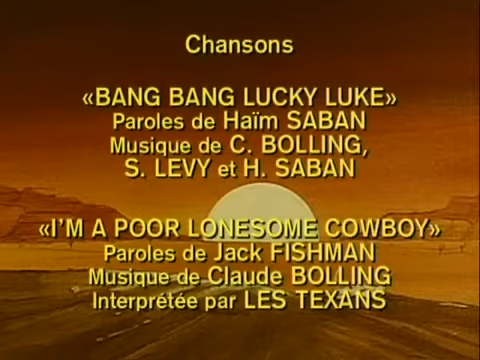 Chansons
«BANG BANG LUCKY LUKE»
Paroles de Haïm SABAN
Musique de C. BOLLING,
S. LEVY et H. SABAN
«I'M A POOR LONESOME COWBOY»
Paroles de Jack FISHMAN
Musique de Claude BOLLING
Interprétée par LES TEXANS